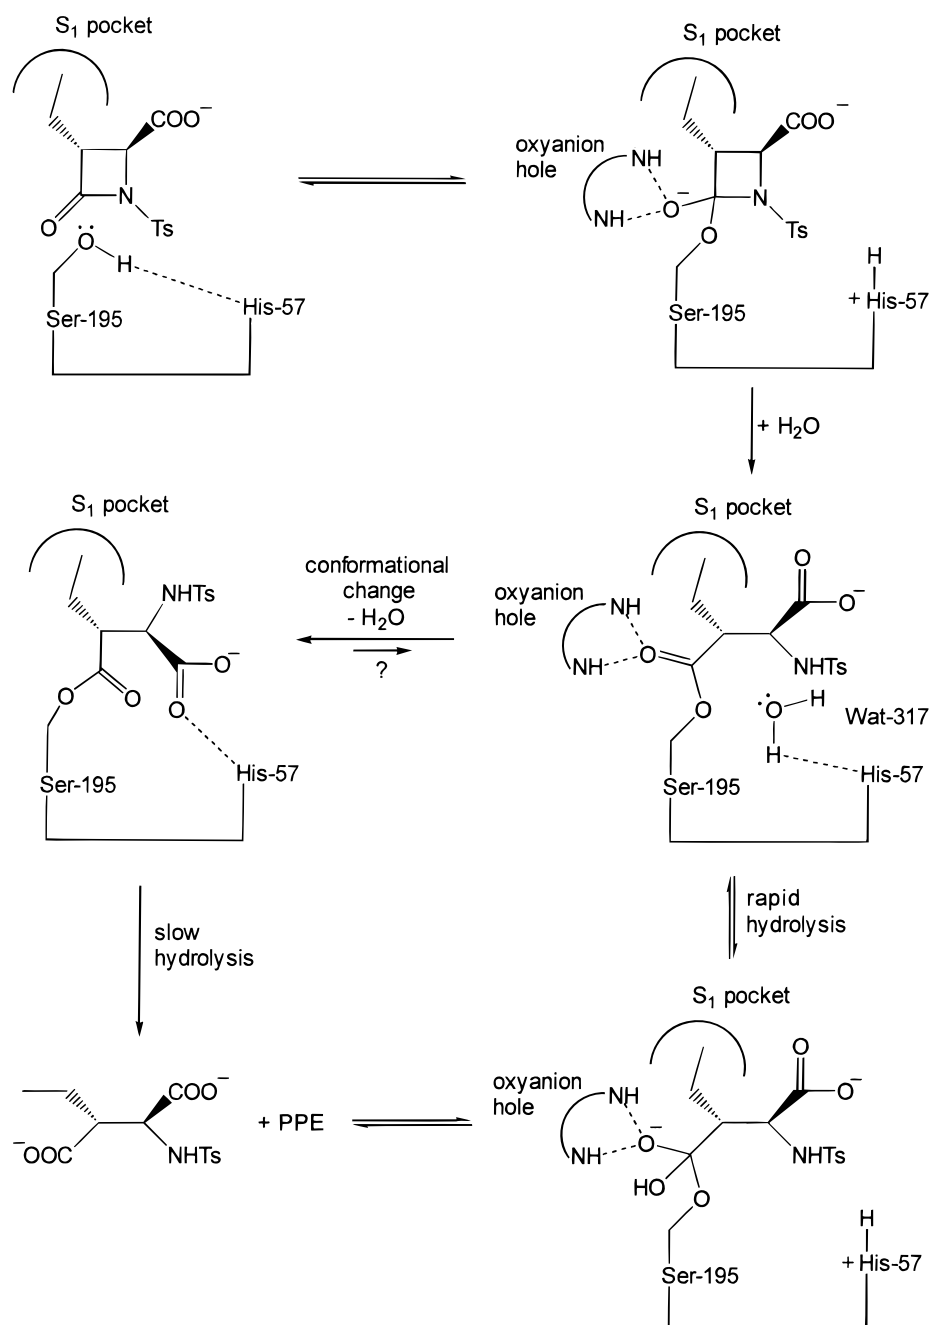 S₁ pocket
COO⁻
N
O
Ts
O
H
Ser-195
His-57
S₁ pocket
COO⁻
oxyanion
hole
NH
NH
O⁻
N
Ts
O
H
Ser-195
+ His-57
+ H₂O
S₁ pocket
oxyanion
hole
NH
NH
O
O
O⁻
NHTs
O
O
H
H
Wat-317
Ser-195
His-57
conformational
change
- H₂O
?
S₁ pocket
NHTs
O⁻
O
O
O
Ser-195
His-57
rapid
hydrolysis
slow
hydrolysis
S₁ pocket
oxyanion
hole
NH
NH
O⁻
O
O⁻
NHTs
HO
O
H
Ser-195
+ His-57
COO⁻
⁻OOC
NHTs
+ PPE